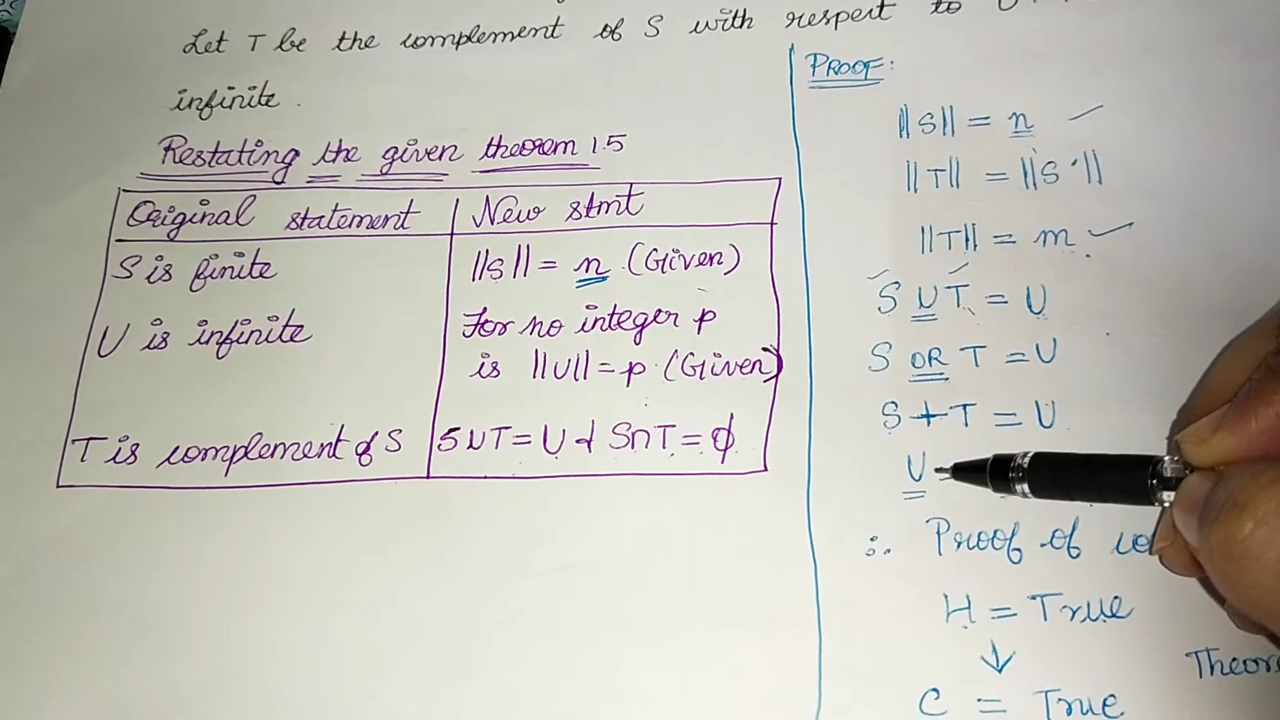 Let T be the complement of S with respect to U
infinite.
Restating the given theorem 1.5
Original statement | New stmt
S is finite | ||S|| = n (Given)
U is infinite | For no integer p
is ||U|| = p (Given)
T is complement of S | SUT = U & S∩T = ϕ
PROOF:
||S|| = n
||T|| = ||S'||
||T|| = m
S U T = U
S OR T = U
S + T = U
U
∴ Proof of
H = True
↓
C = True